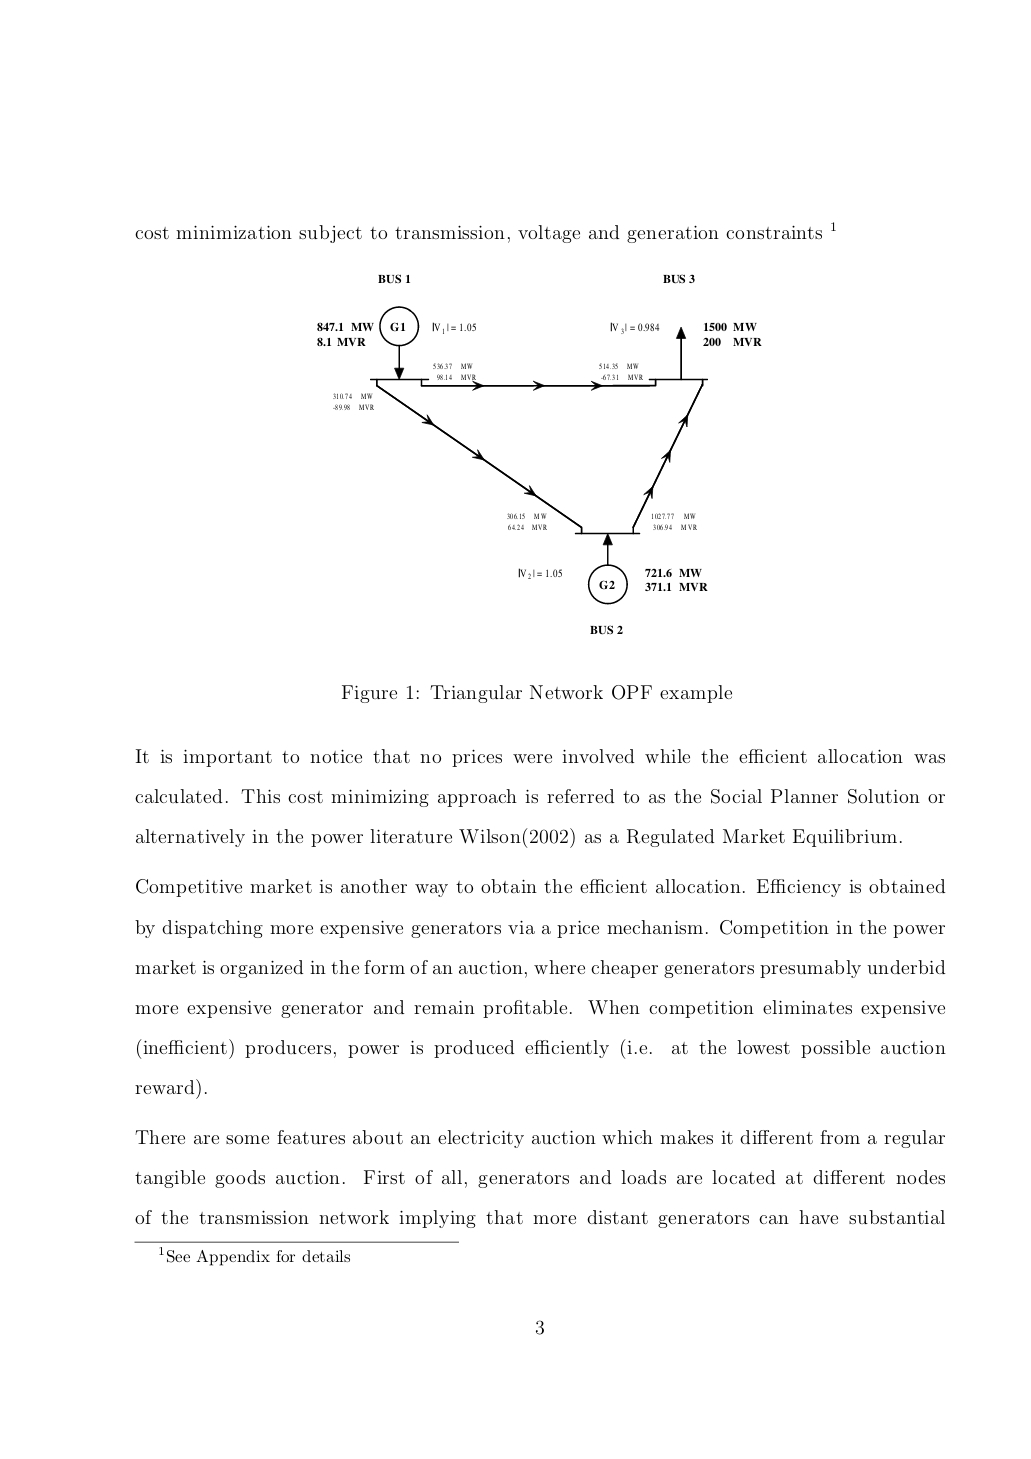 cost minimization subject to transmission, voltage and generation constraints 1
BUS 1
BUS 3
847.1 MW
8.1 MVR
G1
|V 1| = 1.05
|V 3| = 0.984
1500 MW
200 MVR
536.37 MW
98.14 MVR
514.35 MW
-67.31 MVR
310.74 MW
-89.98 MVR
306.15 MW
64.24 MVR
1027.77 MW
306.94 MVR
|V 2| = 1.05
G2
721.6 MW
371.1 MVR
BUS 2
Figure 1: Triangular Network OPF example
It is important to notice that no prices were involved while the efficient allocation was
calculated. This cost minimizing approach is referred to as the Social Planner Solution or
alternatively in the power literature Wilson(2002) as a Regulated Market Equilibrium.
Competitive market is another way to obtain the efficient allocation. Efficiency is obtained
by dispatching more expensive generators via a price mechanism. Competition in the power
market is organized in the form of an auction, where cheaper generators presumably underbid
more expensive generator and remain profitable. When competition eliminates expensive
(inefficient) producers, power is produced efficiently (i.e. at the lowest possible auction
reward).
There are some features about an electricity auction which makes it different from a regular
tangible goods auction. First of all, generators and loads are located at different nodes
of the transmission network implying that more distant generators can have substantial
1See Appendix for details
3